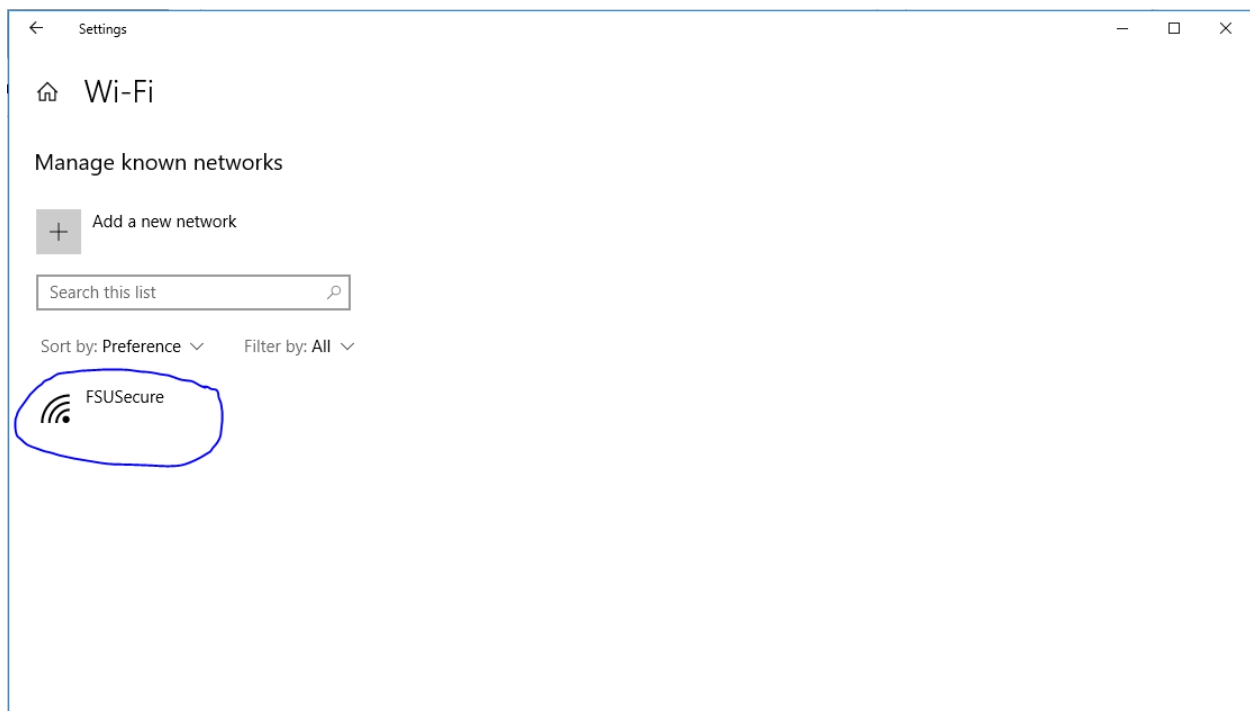 Settings
Wi-Fi
Manage known networks
Add a new network
Search this list
Sort by: Preference Filter by: All
FSUSecure